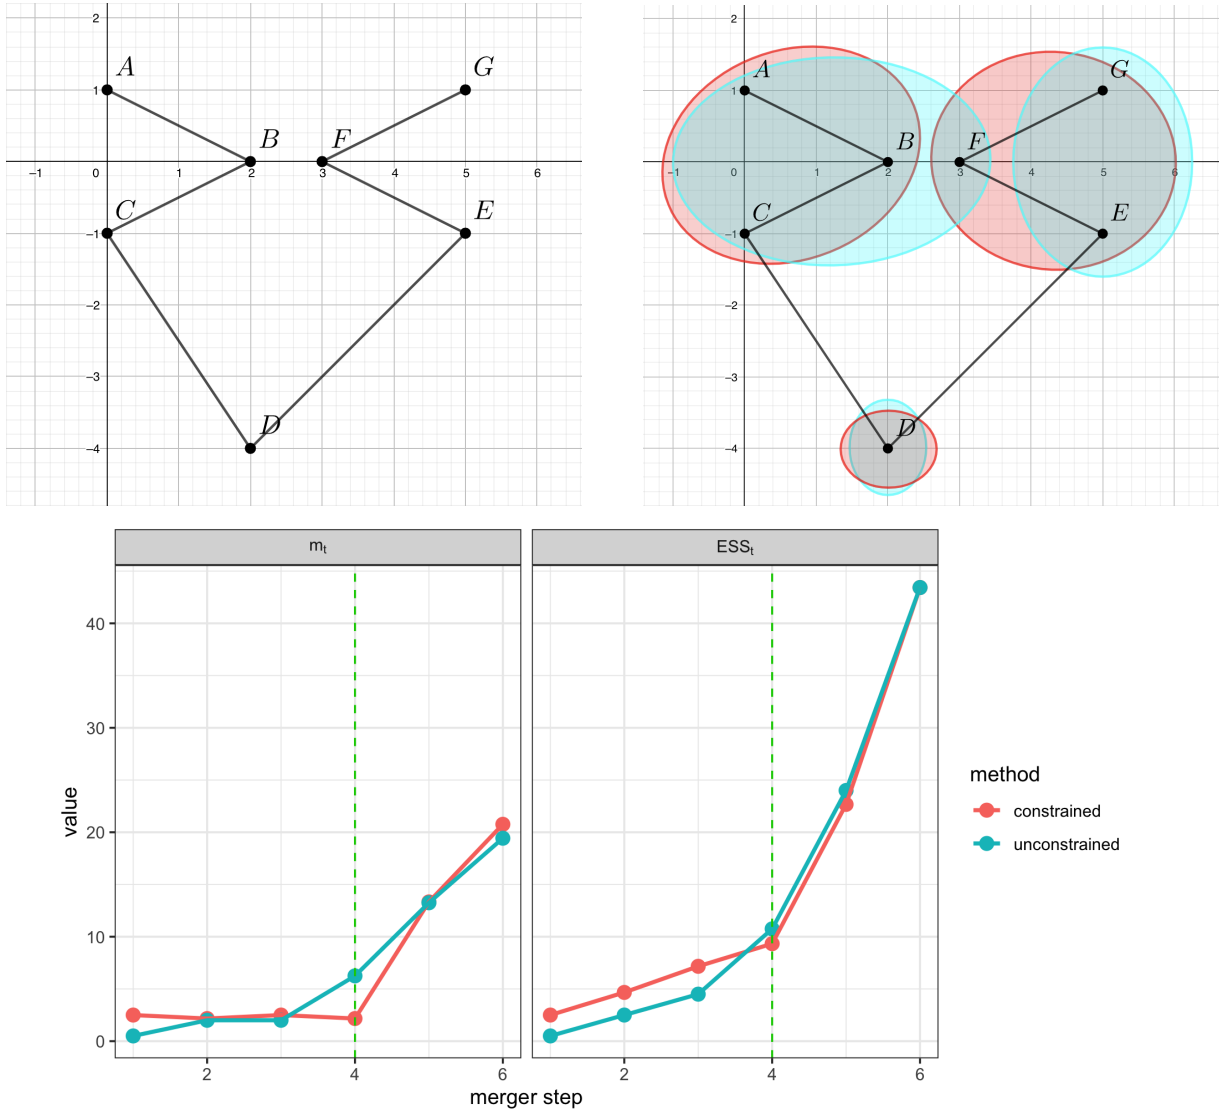 2
A
G
1
B
F
−1
0
1
2
3
4
5
6
C
E
−1
−2
−3
D
−4
2
A
G
1
B
F
−1
0
1
2
3
4
5
6
C
E
−1
−2
−3
D
−4
m_t
ESS_t
40
30
20
10
0
value
2
4
6
2
4
6
merger step
method
constrained
unconstrained